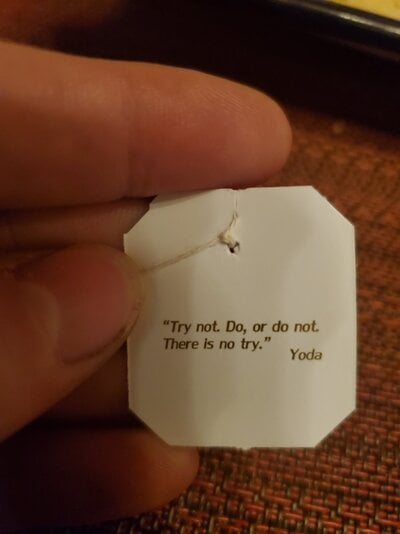 “Try not. Do, or do not.
There is no try.”
Yoda